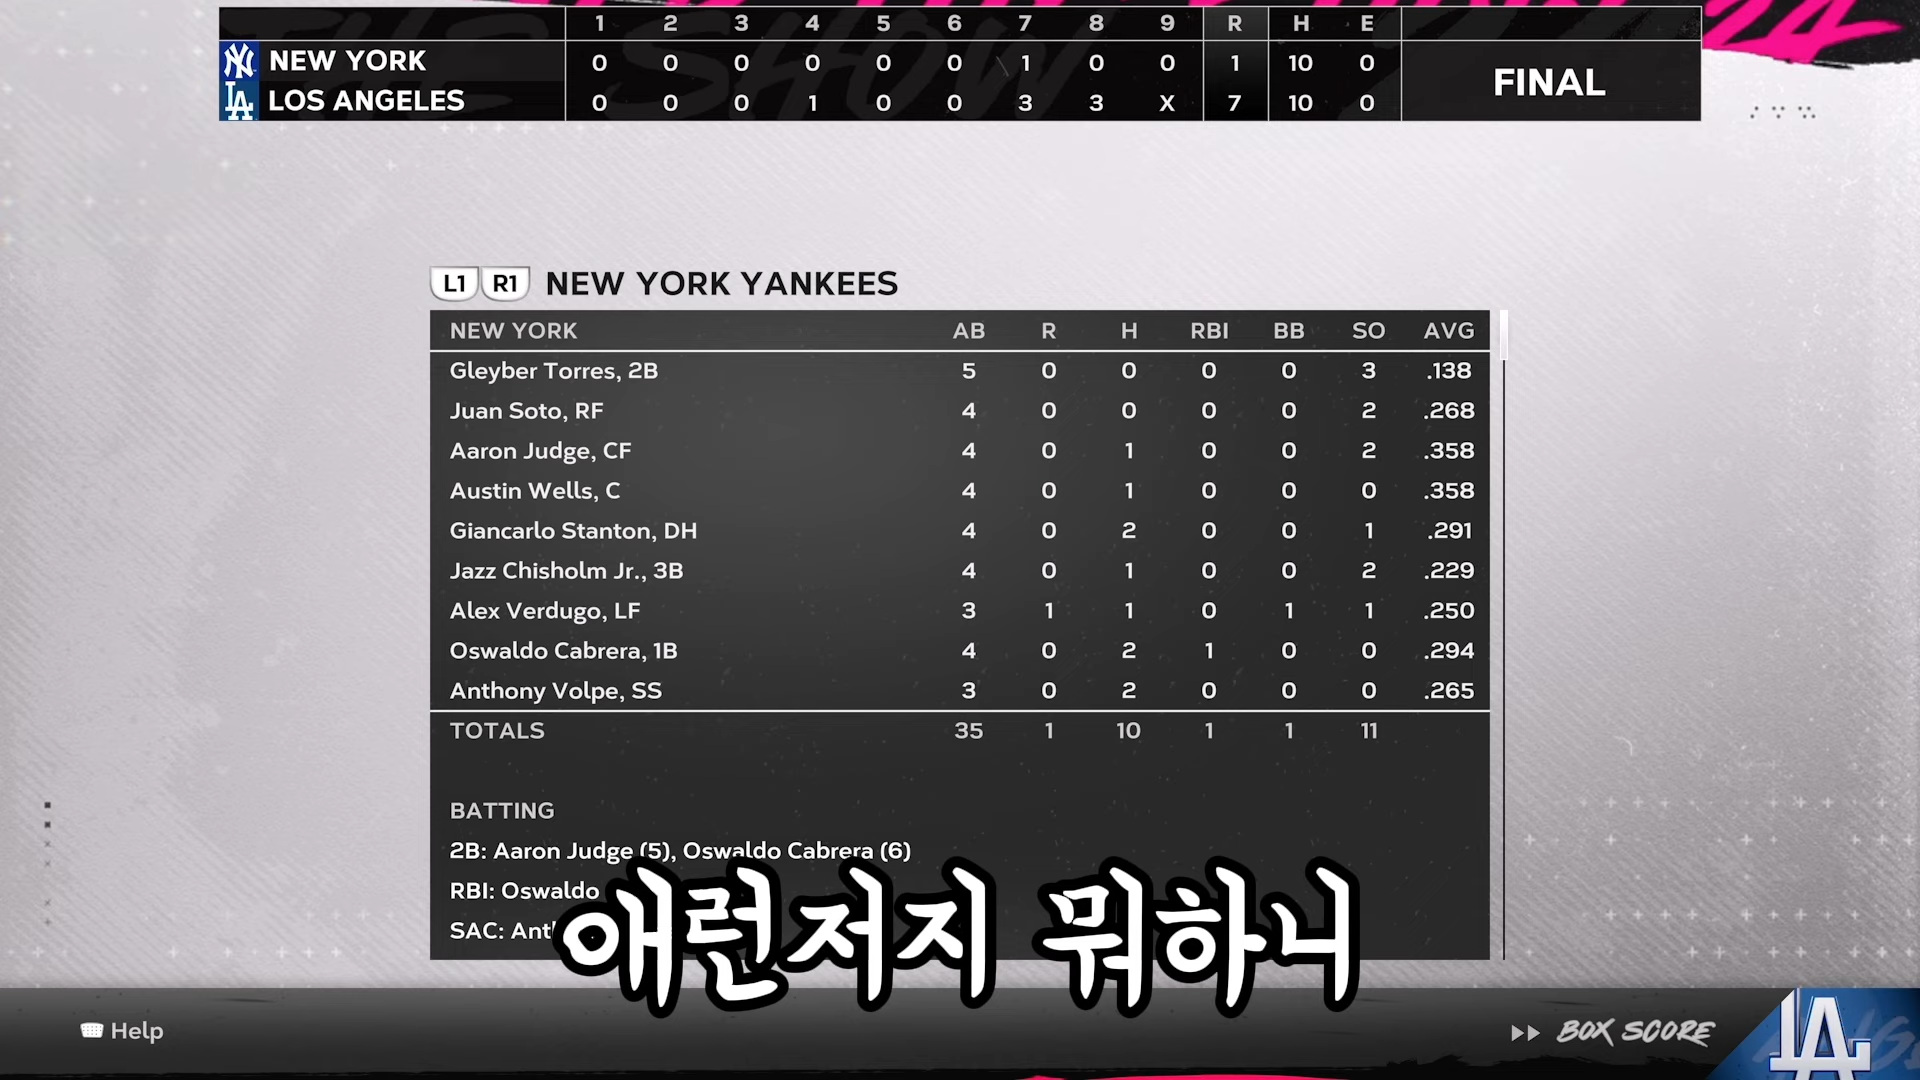 1 2 3 4 5 6 7 8 9 R H E
NEW YORK 0 0 0 0 0 0 1 0 0 1 10 0
LOS ANGELES 0 0 0 1 0 0 3 3 X 7 10 0
FINAL
L1 R1 NEW YORK YANKEES
NEW YORK AB R H RBI BB SO AVG
Gleyber Torres, 2B 5 0 0 0 0 3 .138
Juan Soto, RF 4 0 0 0 0 2 .268
Aaron Judge, CF 4 0 1 0 0 2 .358
Austin Wells, C 4 0 1 0 0 0 .358
Giancarlo Stanton, DH 4 0 2 0 0 1 .291
Jazz Chisholm Jr., 3B 4 0 1 0 0 2 .229
Alex Verdugo, LF 3 1 1 0 1 1 .250
Oswaldo Cabrera, 1B 4 0 2 1 0 0 .294
Anthony Volpe, SS 3 0 2 0 0 0 .265
TOTALS 35 1 10 1 1 11
BATTING
2B: Aaron Judge (5), Oswaldo Cabrera (6)
RBI: Oswaldo
SAC:
애런저지 뭐하니
Help
BOX SCORE
LA